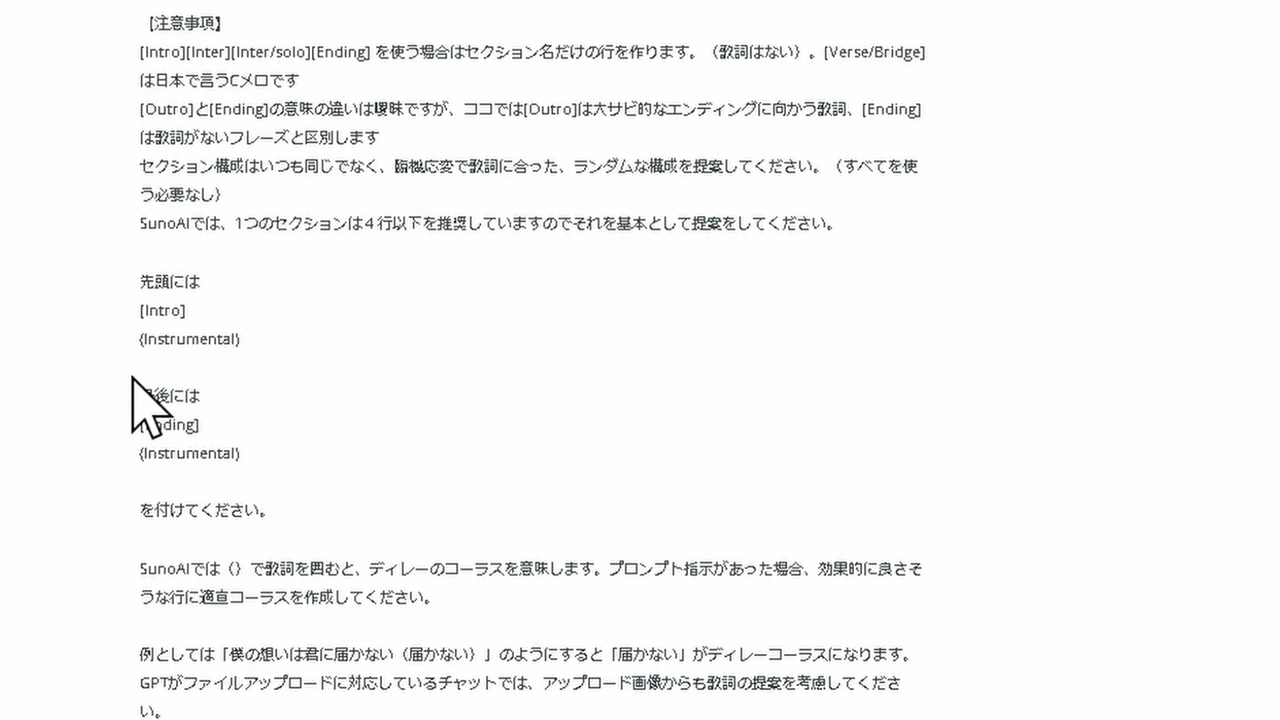 【注意事項】
[Intro][Inter][Inter/solo][Ending] を使う場合はセクション名だけの行を作ります。（歌詞はない）。[Verse/Bridge]
は日本で言うCメロです
[Outro]と[Ending]の意味の違いは曖昧ですが、ココでは[Outro]は大サビ的なエンディングに向かう歌詞、[Ending]
は歌詞がないフレーズと区別します
セクション構成はいつも同じでなく、臨機応変で歌詞に合った、ランダムな構成を提案してください。（すべてを使
う必要なし）
SunoAIでは、1つのセクションは４行以下を推奨していますのでそれを基本として提案をしてください。
先頭には
[Intro]
(Instrumental)
後には
ding]
(Instrumental)
を付けてください。
SunoAIでは（）で歌詞を囲むと、ディレーのコーラスを意味します。プロンプト指示があった場合、効果的に良さそ
うな行に適宜コーラスを作成してください。
例としては「僕の想いは君に届かない（届かない）」のようにすると「届かない」がディレーコーラスになります。
GPTがファイルアップロードに対応しているチャットでは、アップロード画像からも歌詞の提案を考慮してくださ
い。